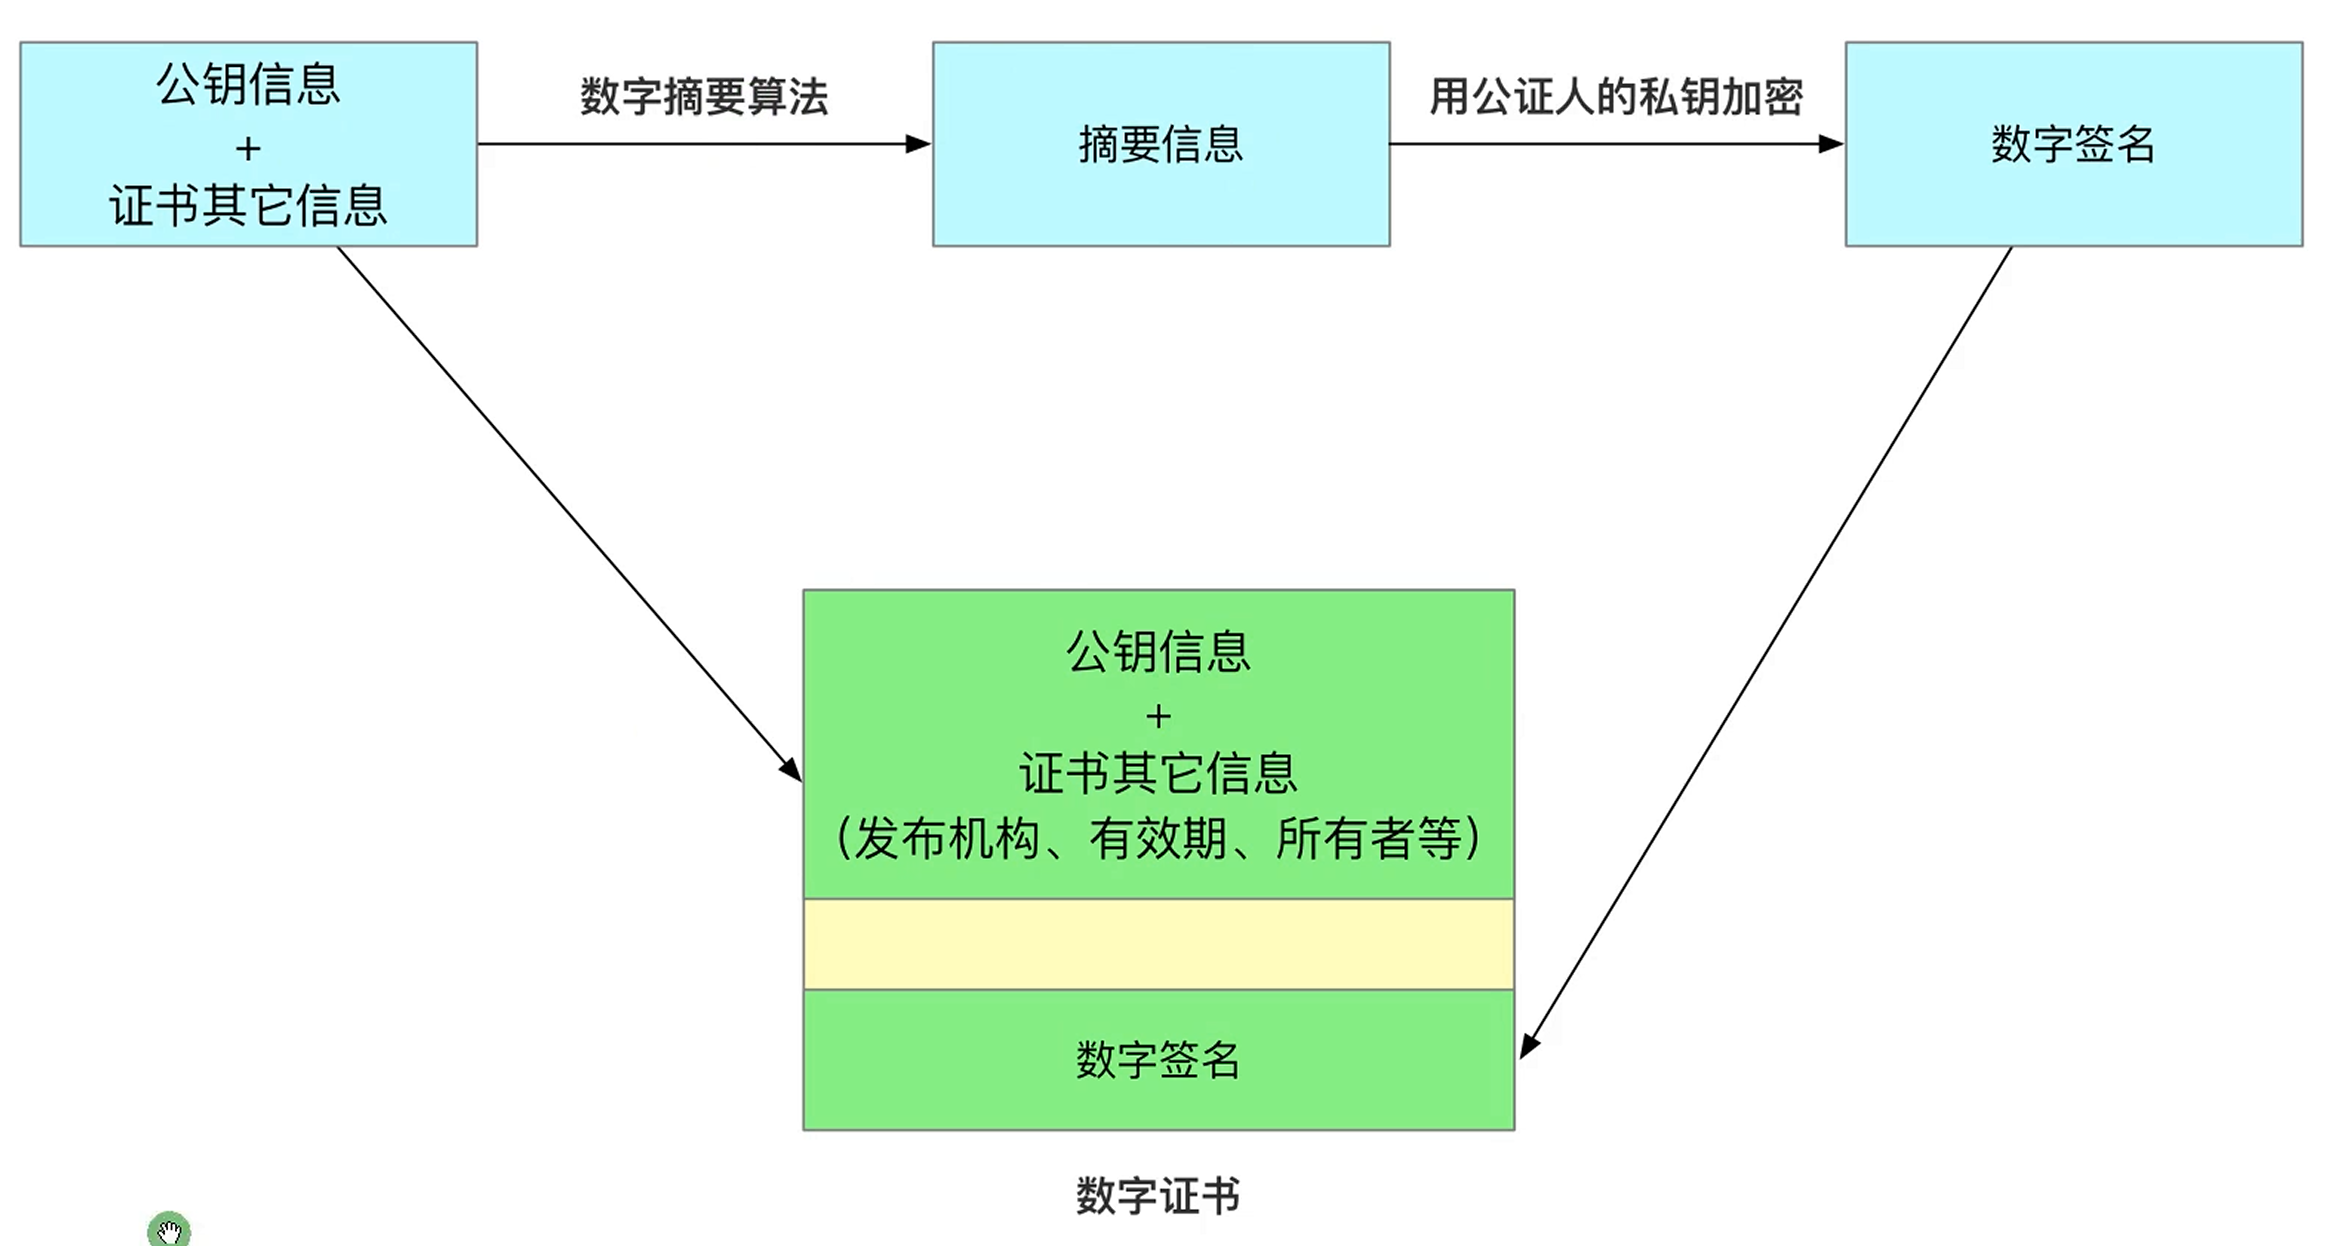 公钥信息
+
证书其它信息
数字摘要算法
摘要信息
用公证人的私钥加密
数字签名
公钥信息
+
证书其它信息
（发布机构、有效期、所有者等）
数字签名
数字证书